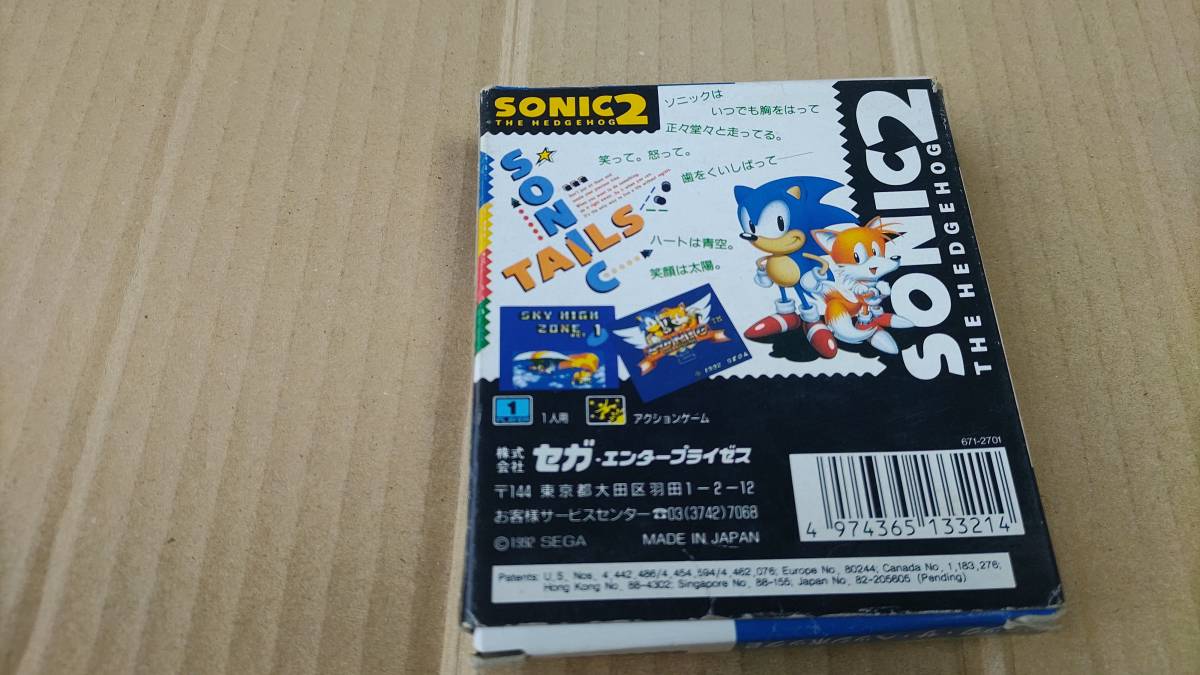 SONIC 2
THE HEDGEHOG
ソニックは
いつでも胸をはって
正々堂々と走ってる。
笑って。怒って。
歯をくいしばって――
SONIC
TAILS
ハートは青空。
笑顔は太陽。
SONIC 2
THE HEDGEHOG
SKY HIGH
ZONE 1
©1992 SEGA
1
PLAYER
1人用
アクションゲーム
671-2701
株式会社 セガ・エンタープライゼス
〒144 東京都大田区羽田1-2-12
お客様サービスセンター☎03(3742)7068
©1992 SEGA MADE IN JAPAN
4 974365 133214
Patents: U.S. Nos. 4,442,486/4,454,594/4,462,076; Europe No. 80244; Canada No. 1,183,276;
Hong Kong No. 88-4302; Singapore No. 88-155; Japan No. 82-205605 (Pending)